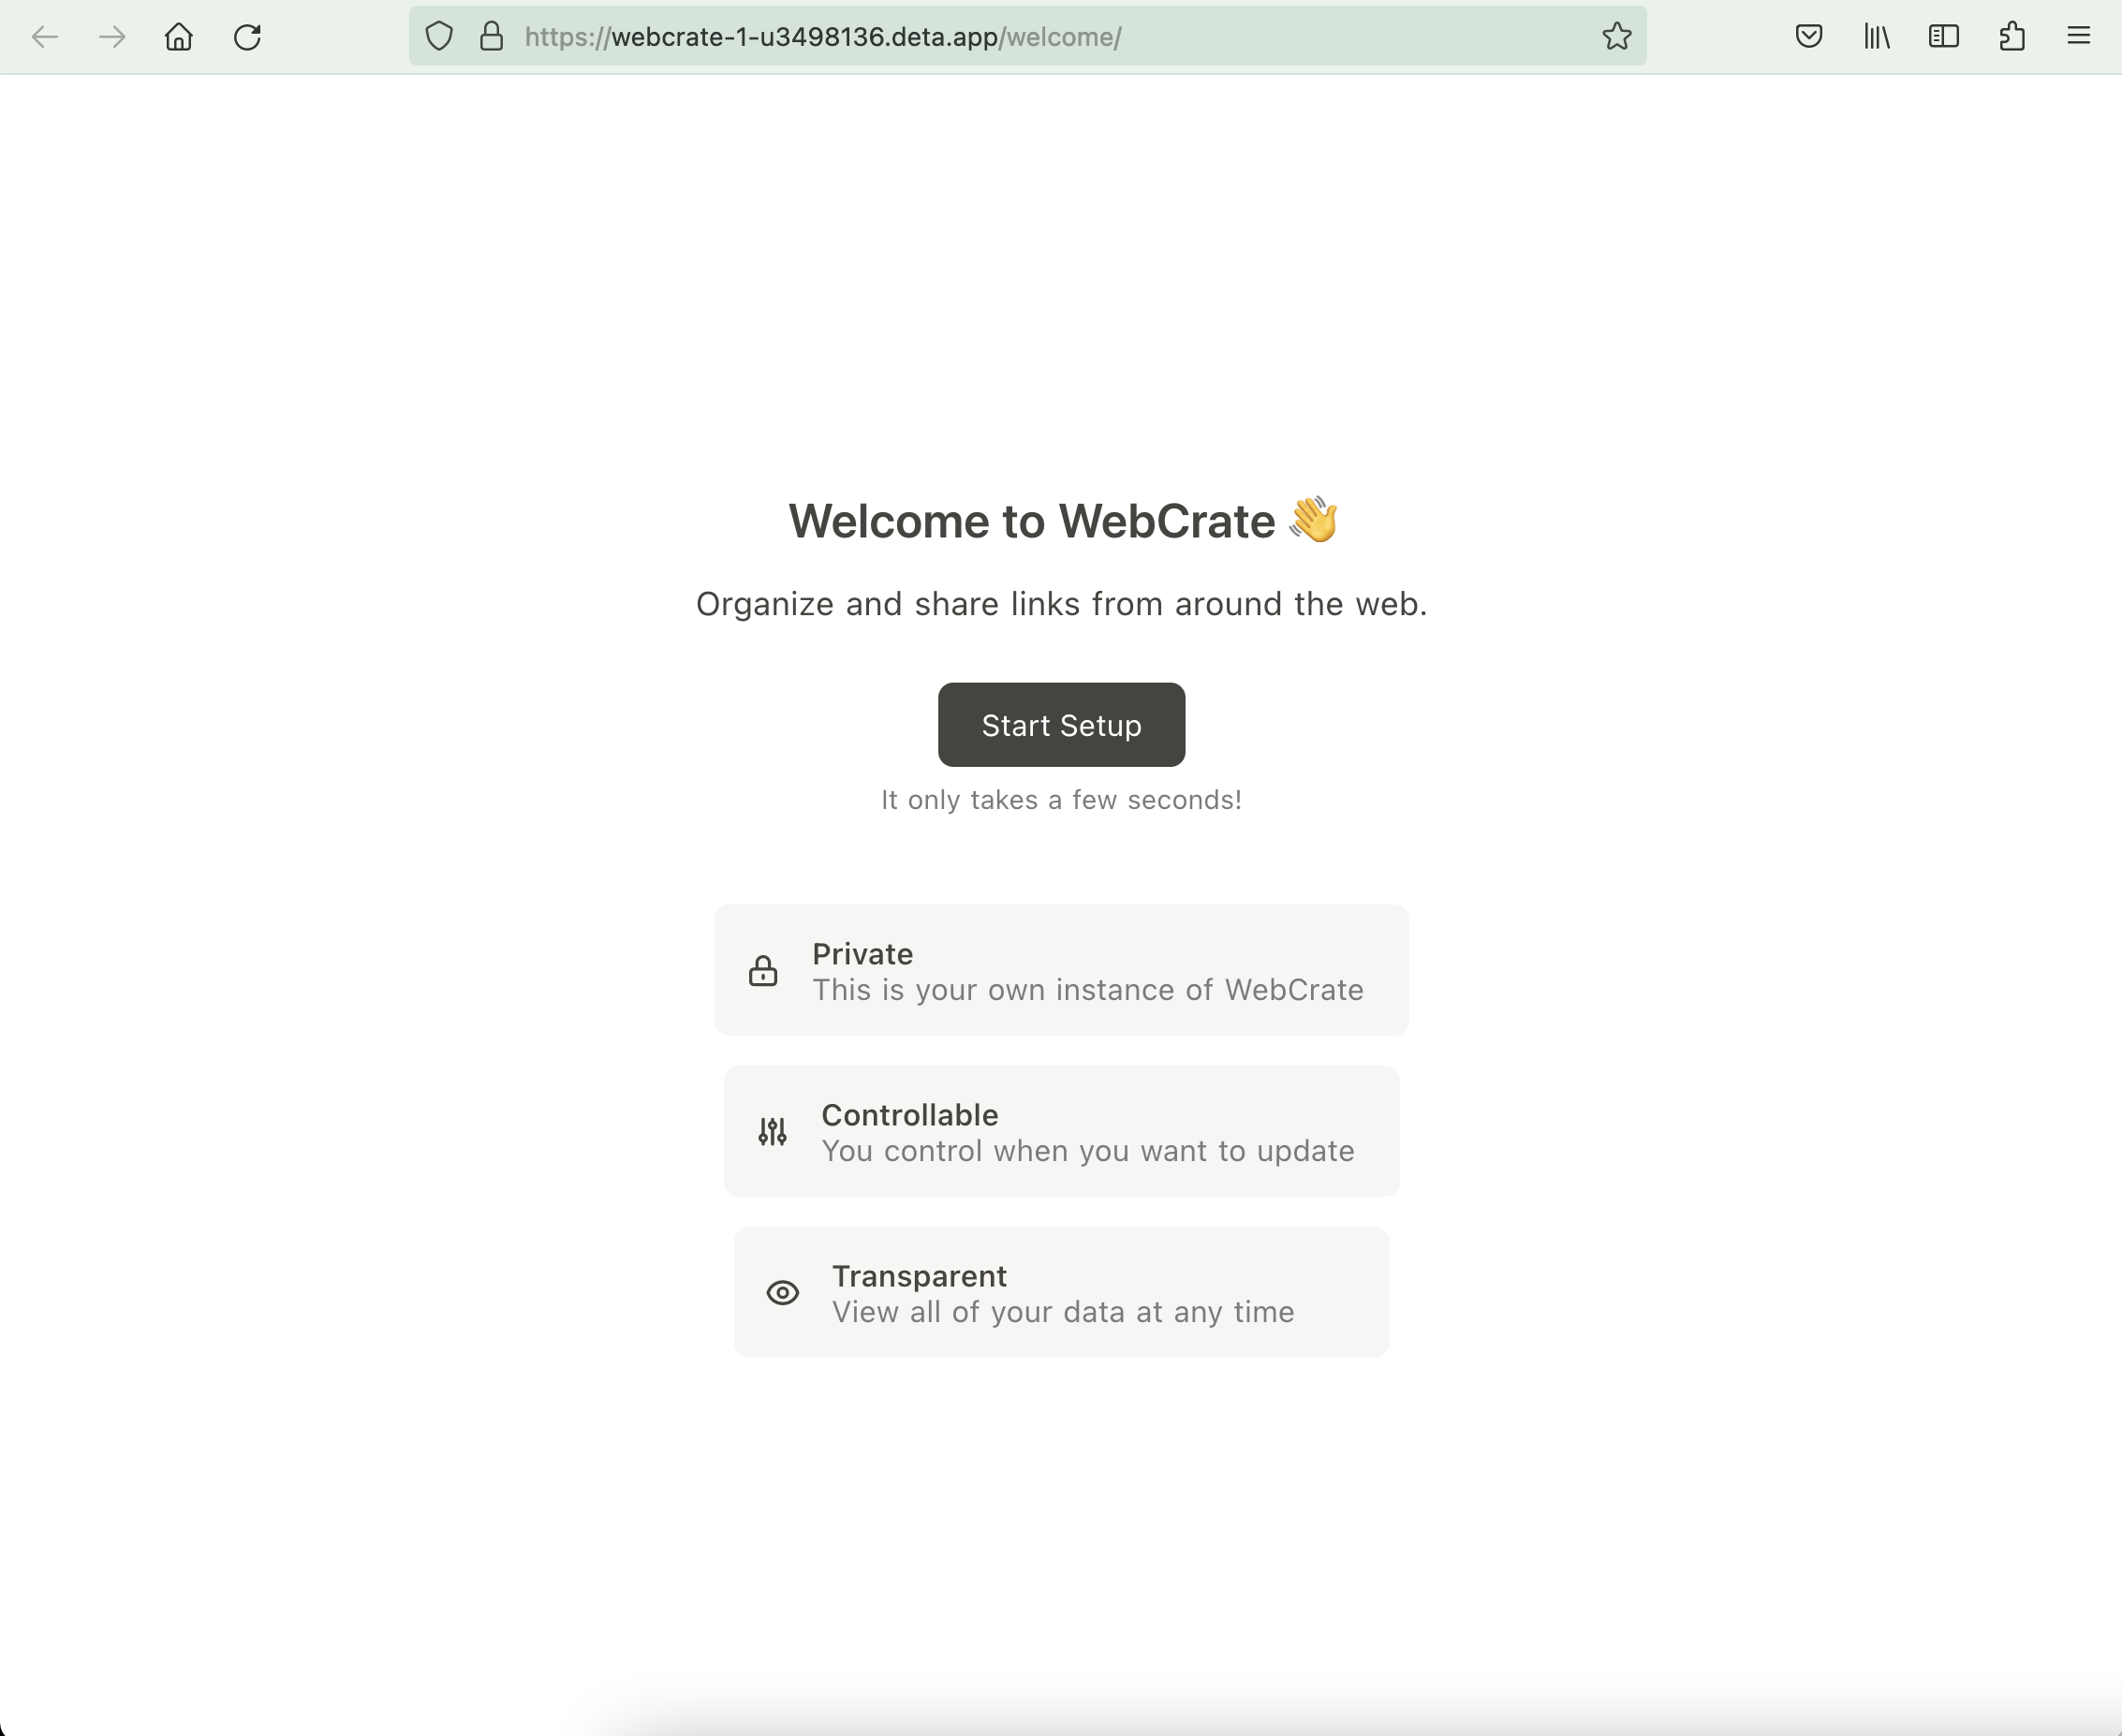 https://webcrate-1-u3498136.deta.app/welcome/
Welcome to WebCrate 👋
Organize and share links from around the web.
Start Setup
It only takes a few seconds!
Private
This is your own instance of WebCrate
Controllable
You control when you want to update
Transparent
View all of your data at any time